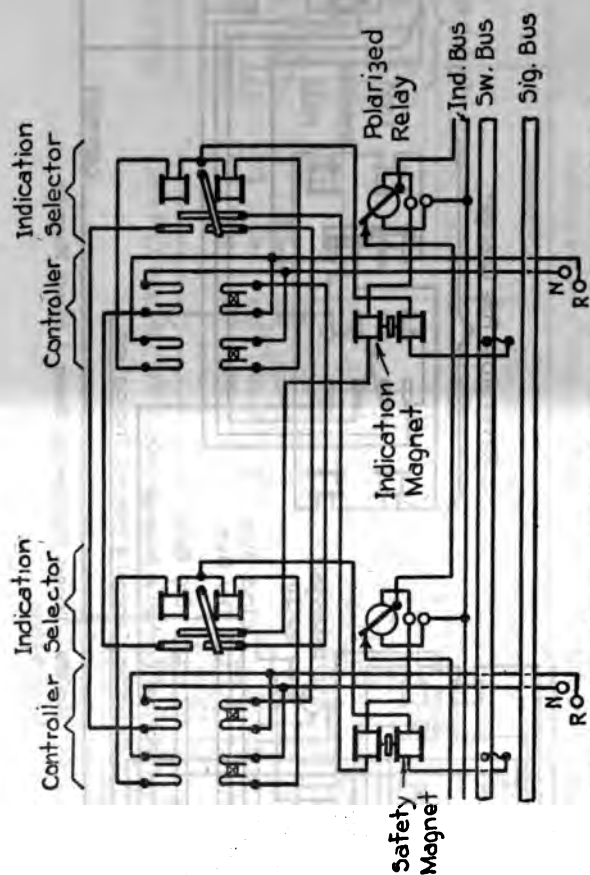 Controller
Indication
Selector
Controller
Indication
Selector
Safety
Magnet
Indication
Magnet
Polarized
Relay
Ind. Bus
Sw. Bus
Sig. Bus
N
R
N
R